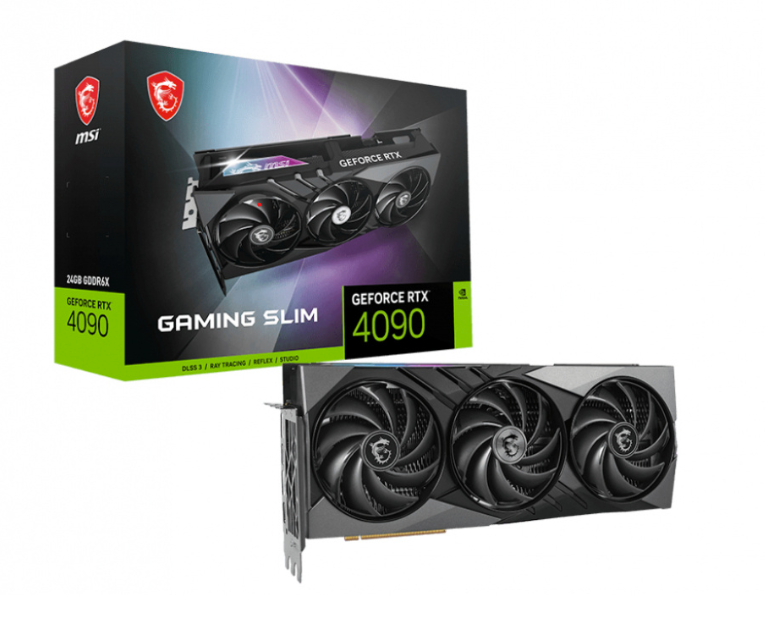 msi
24GB GDDR6X
GEFORCE RTX
4090
GEFORCE RTX
GAMING SLIM
GEFORCE RTX
4090
DLSS 3 / RAY TRACING / REFLEX / STUDIO